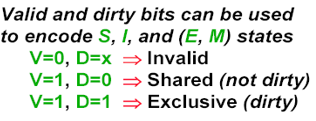 Valid and dirty bits can be used
to encode S, I, and (E, M) states
V=0, D=x ⇒ Invalid
V=1, D=0 ⇒ Shared (not dirty)
V=1, D=1 ⇒ Exclusive (dirty)